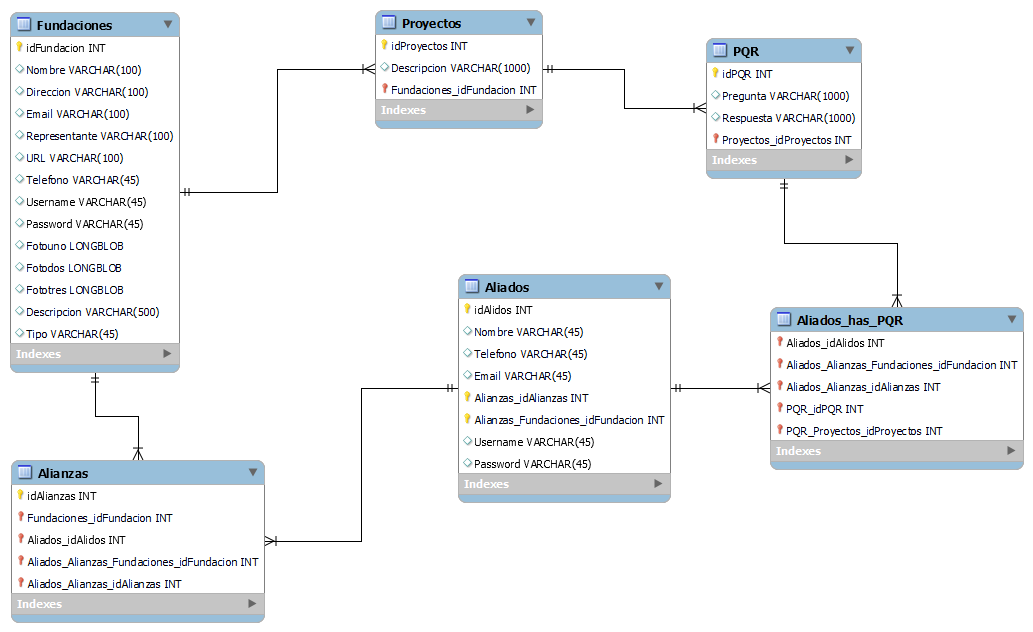 Fundaciones
idFundacion INT
Nombre VARCHAR(100)
Direccion VARCHAR(100)
Email VARCHAR(100)
Representante VARCHAR(100)
URL VARCHAR(100)
Telefono VARCHAR(45)
Username VARCHAR(45)
Password VARCHAR(45)
Fotouno LONGBLOB
Fotodos LONGBLOB
Fototres LONGBLOB
Descripcion VARCHAR(500)
Tipo VARCHAR(45)
Indexes
Proyectos
idProyectos INT
Descripcion VARCHAR(1000)
Fundaciones_idFundacion INT
Indexes
PQR
idPQR INT
Pregunta VARCHAR(1000)
Respuesta VARCHAR(1000)
Proyectos_idProyectos INT
Indexes
Aliados
idAlidos INT
Nombre VARCHAR(45)
Telefono VARCHAR(45)
Email VARCHAR(45)
Alianzas_idAlianzas INT
Alianzas_Fundaciones_idFundacion INT
Username VARCHAR(45)
Password VARCHAR(45)
Indexes
Aliados_has_PQR
Aliados_idAlidos INT
Aliados_Alianzas_Fundaciones_idFundacion INT
Aliados_Alianzas_idAlianzas INT
PQR_idPQR INT
PQR_Proyectos_idProyectos INT
Indexes
Alianzas
idAlianzas INT
Fundaciones_idFundacion INT
Aliados_idAlidos INT
Aliados_Alianzas_Fundaciones_idFundacion INT
Aliados_Alianzas_idAlianzas INT
Indexes